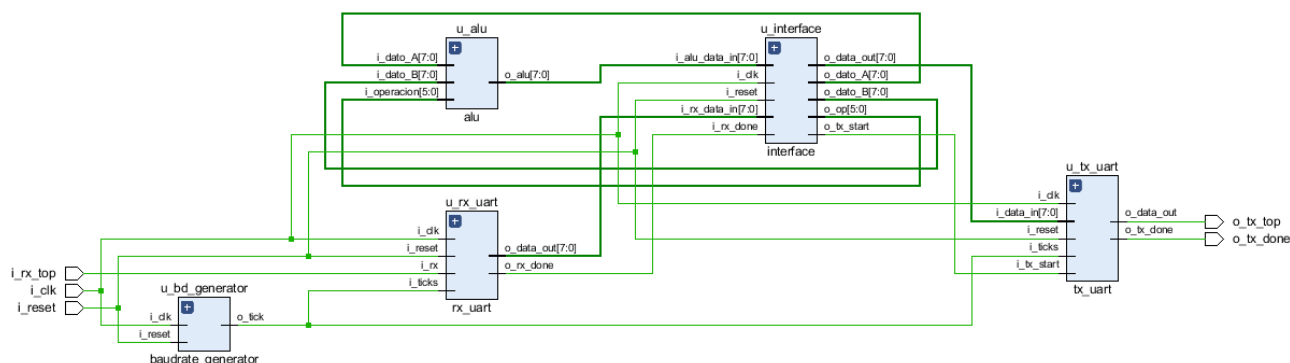 u_alu
i_dato_A[7:0]
i_dato_B[7:0]
i_operacion[5:0]
o_alu[7:0]
alu
u_interface
i_alu_data_in[7:0]
i_clk
i_reset
i_rx_data_in[7:0]
i_rx_done
o_data_out[7:0]
o_dato_A[7:0]
o_dato_B[7:0]
o_op[5:0]
o_tx_start
interface
u_rx_uart
i_clk
i_reset
i_rx
i_ticks
o_data_out[7:0]
o_rx_done
rx_uart
u_tx_uart
i_clk
i_data_in[7:0]
i_reset
i_ticks
i_tx_start
o_data_out
o_tx_done
tx_uart
o_tx_top
o_tx_done
i_rx_top
i_clk
i_reset
u_bd_generator
i_clk
i_reset
o_tick
baudrate_generator